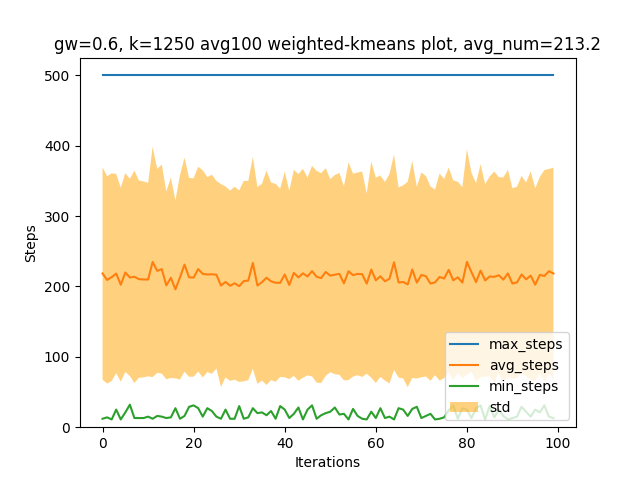 gw=0.6, k=1250 avg100 weighted-kmeans plot, avg_num=213.2
500
400
300
200
100
0
Steps
max_steps
avg_steps
min_steps
std
0
20
40
60
80
100
Iterations